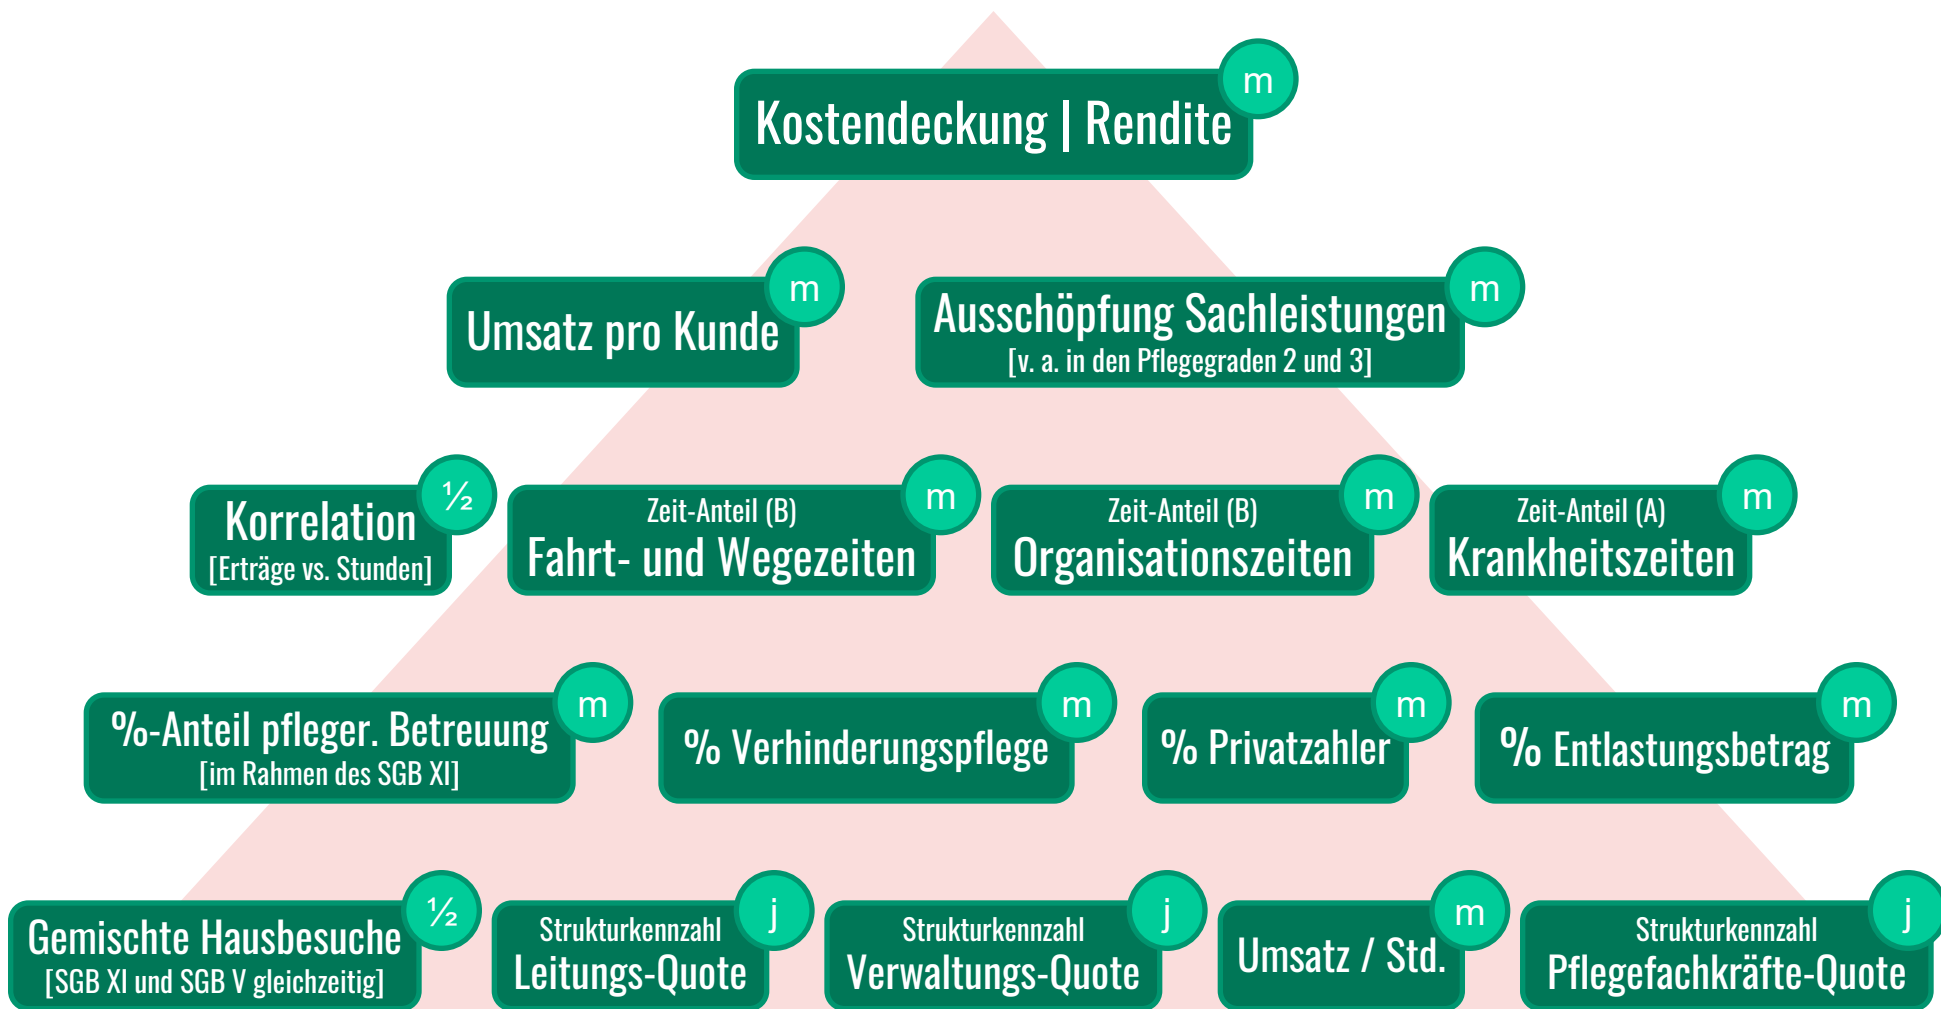 m
Kostendeckung | Rendite
m
Umsatz pro Kunde
m
Ausschöpfung Sachleistungen
[v. a. in den Pflegegraden 2 und 3]
½
Korrelation
[Erträge vs. Stunden]
m
Zeit-Anteil (B)
Fahrt- und Wegezeiten
m
Zeit-Anteil (B)
Organisationszeiten
m
Zeit-Anteil (A)
Krankheitszeiten
m
%-Anteil pfleger. Betreuung
[im Rahmen des SGB XI]
m
% Verhinderungspflege
m
% Privatzahler
m
% Entlastungsbetrag
½
Gemischte Hausbesuche
[SGB XI und SGB V gleichzeitig]
j
Strukturkennzahl
Leitungs-Quote
j
Strukturkennzahl
Verwaltungs-Quote
m
Umsatz / Std.
j
Strukturkennzahl
Pflegefachkräfte-Quote